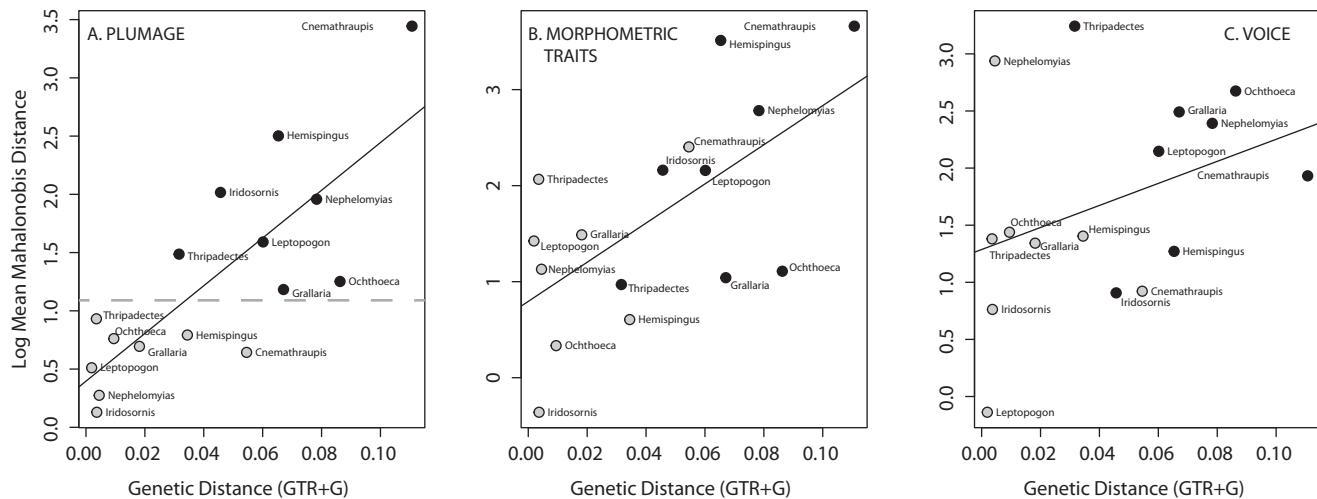 A. PLUMAGE
Log Mean Mahalonobis Distance
3.5
3.0
2.5
2.0
1.5
1.0
0.5
0.0
Cnemathraupis
Hemispingus
Iridosornis
Nephelomyias
Leptopogon
Thripadectes
Ochthoeca
Grallaria
Thripadectes
Ochthoeca
Hemispingus
Grallaria
Cnemathraupis
Leptopogon
Nephelomyias
Iridosornis
0.00 0.02 0.04 0.06 0.08 0.10
Genetic Distance (GTR+G)
B. MORPHOMETRIC
TRAITS
3
2
1
0
Cnemathraupis
Hemispingus
Nephelomyias
Cnemathraupis
Iridosornis
Thripadectes
Leptopogon
Grallaria
Leptopogon
Nephelomyias
Ochthoeca
Thripadectes
Grallaria
Hemispingus
Ochthoeca
Iridosornis
0.00 0.02 0.04 0.06 0.08 0.10
Genetic Distance (GTR+G)
C. VOICE
3.0
2.5
2.0
1.5
1.0
0.5
0.0
Thripadectes
Nephelomyias
Ochthoeca
Grallaria
Nephelomyias
Leptopogon
Cnemathraupis
Ochthoeca
Hemispingus
Grallaria
Thripadectes
Hemispingus
Cnemathraupis
Iridosornis
Iridosornis
Leptopogon
0.00 0.02 0.04 0.06 0.08 0.10
Genetic Distance (GTR+G)